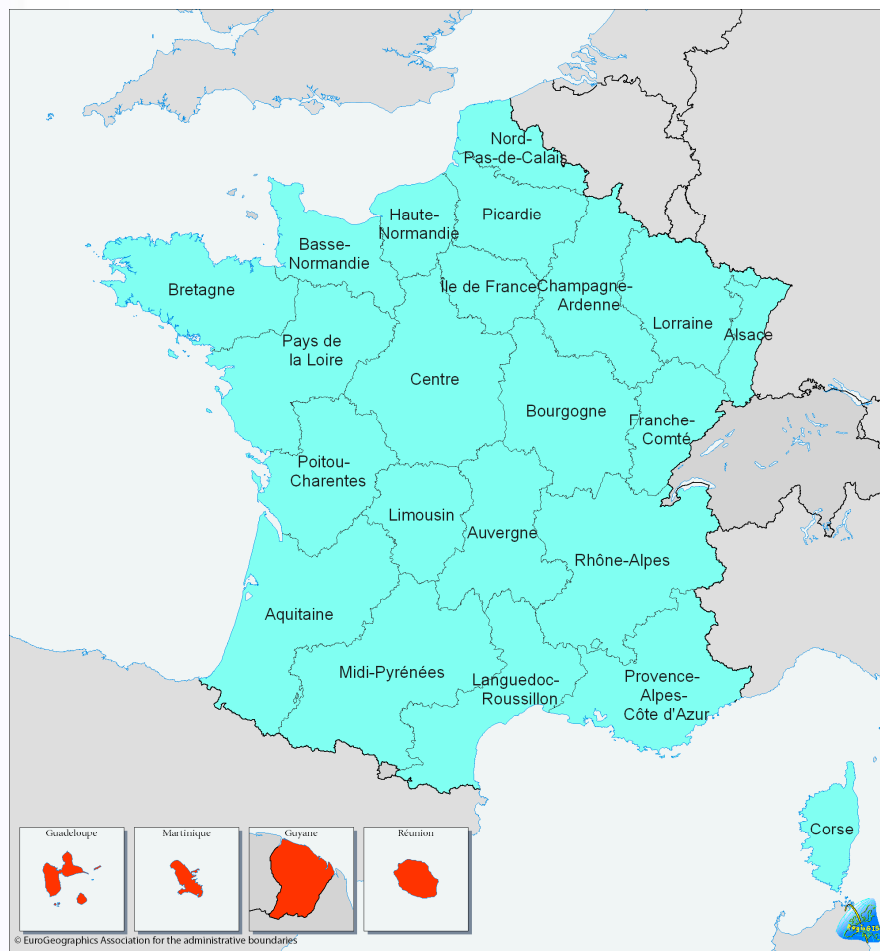 Nord-
Pas-de-Calais
Haute-
Normandie
Picardie
Basse-
Normandie
Île de France
Champagne-
Ardenne
Bretagne
Lorraine
Alsace
Pays de
la Loire
Centre
Bourgogne
Franche-
Comté
Poitou-
Charentes
Limousin
Auvergne
Rhône-Alpes
Aquitaine
Midi-Pyrénées
Languedoc-
Roussillon
Provence-
Alpes-
Côte d'Azur
Corse
Guadeloupe
Martinique
Guyane
Réunion
© EuroGeographics Association for the administrative boundaries